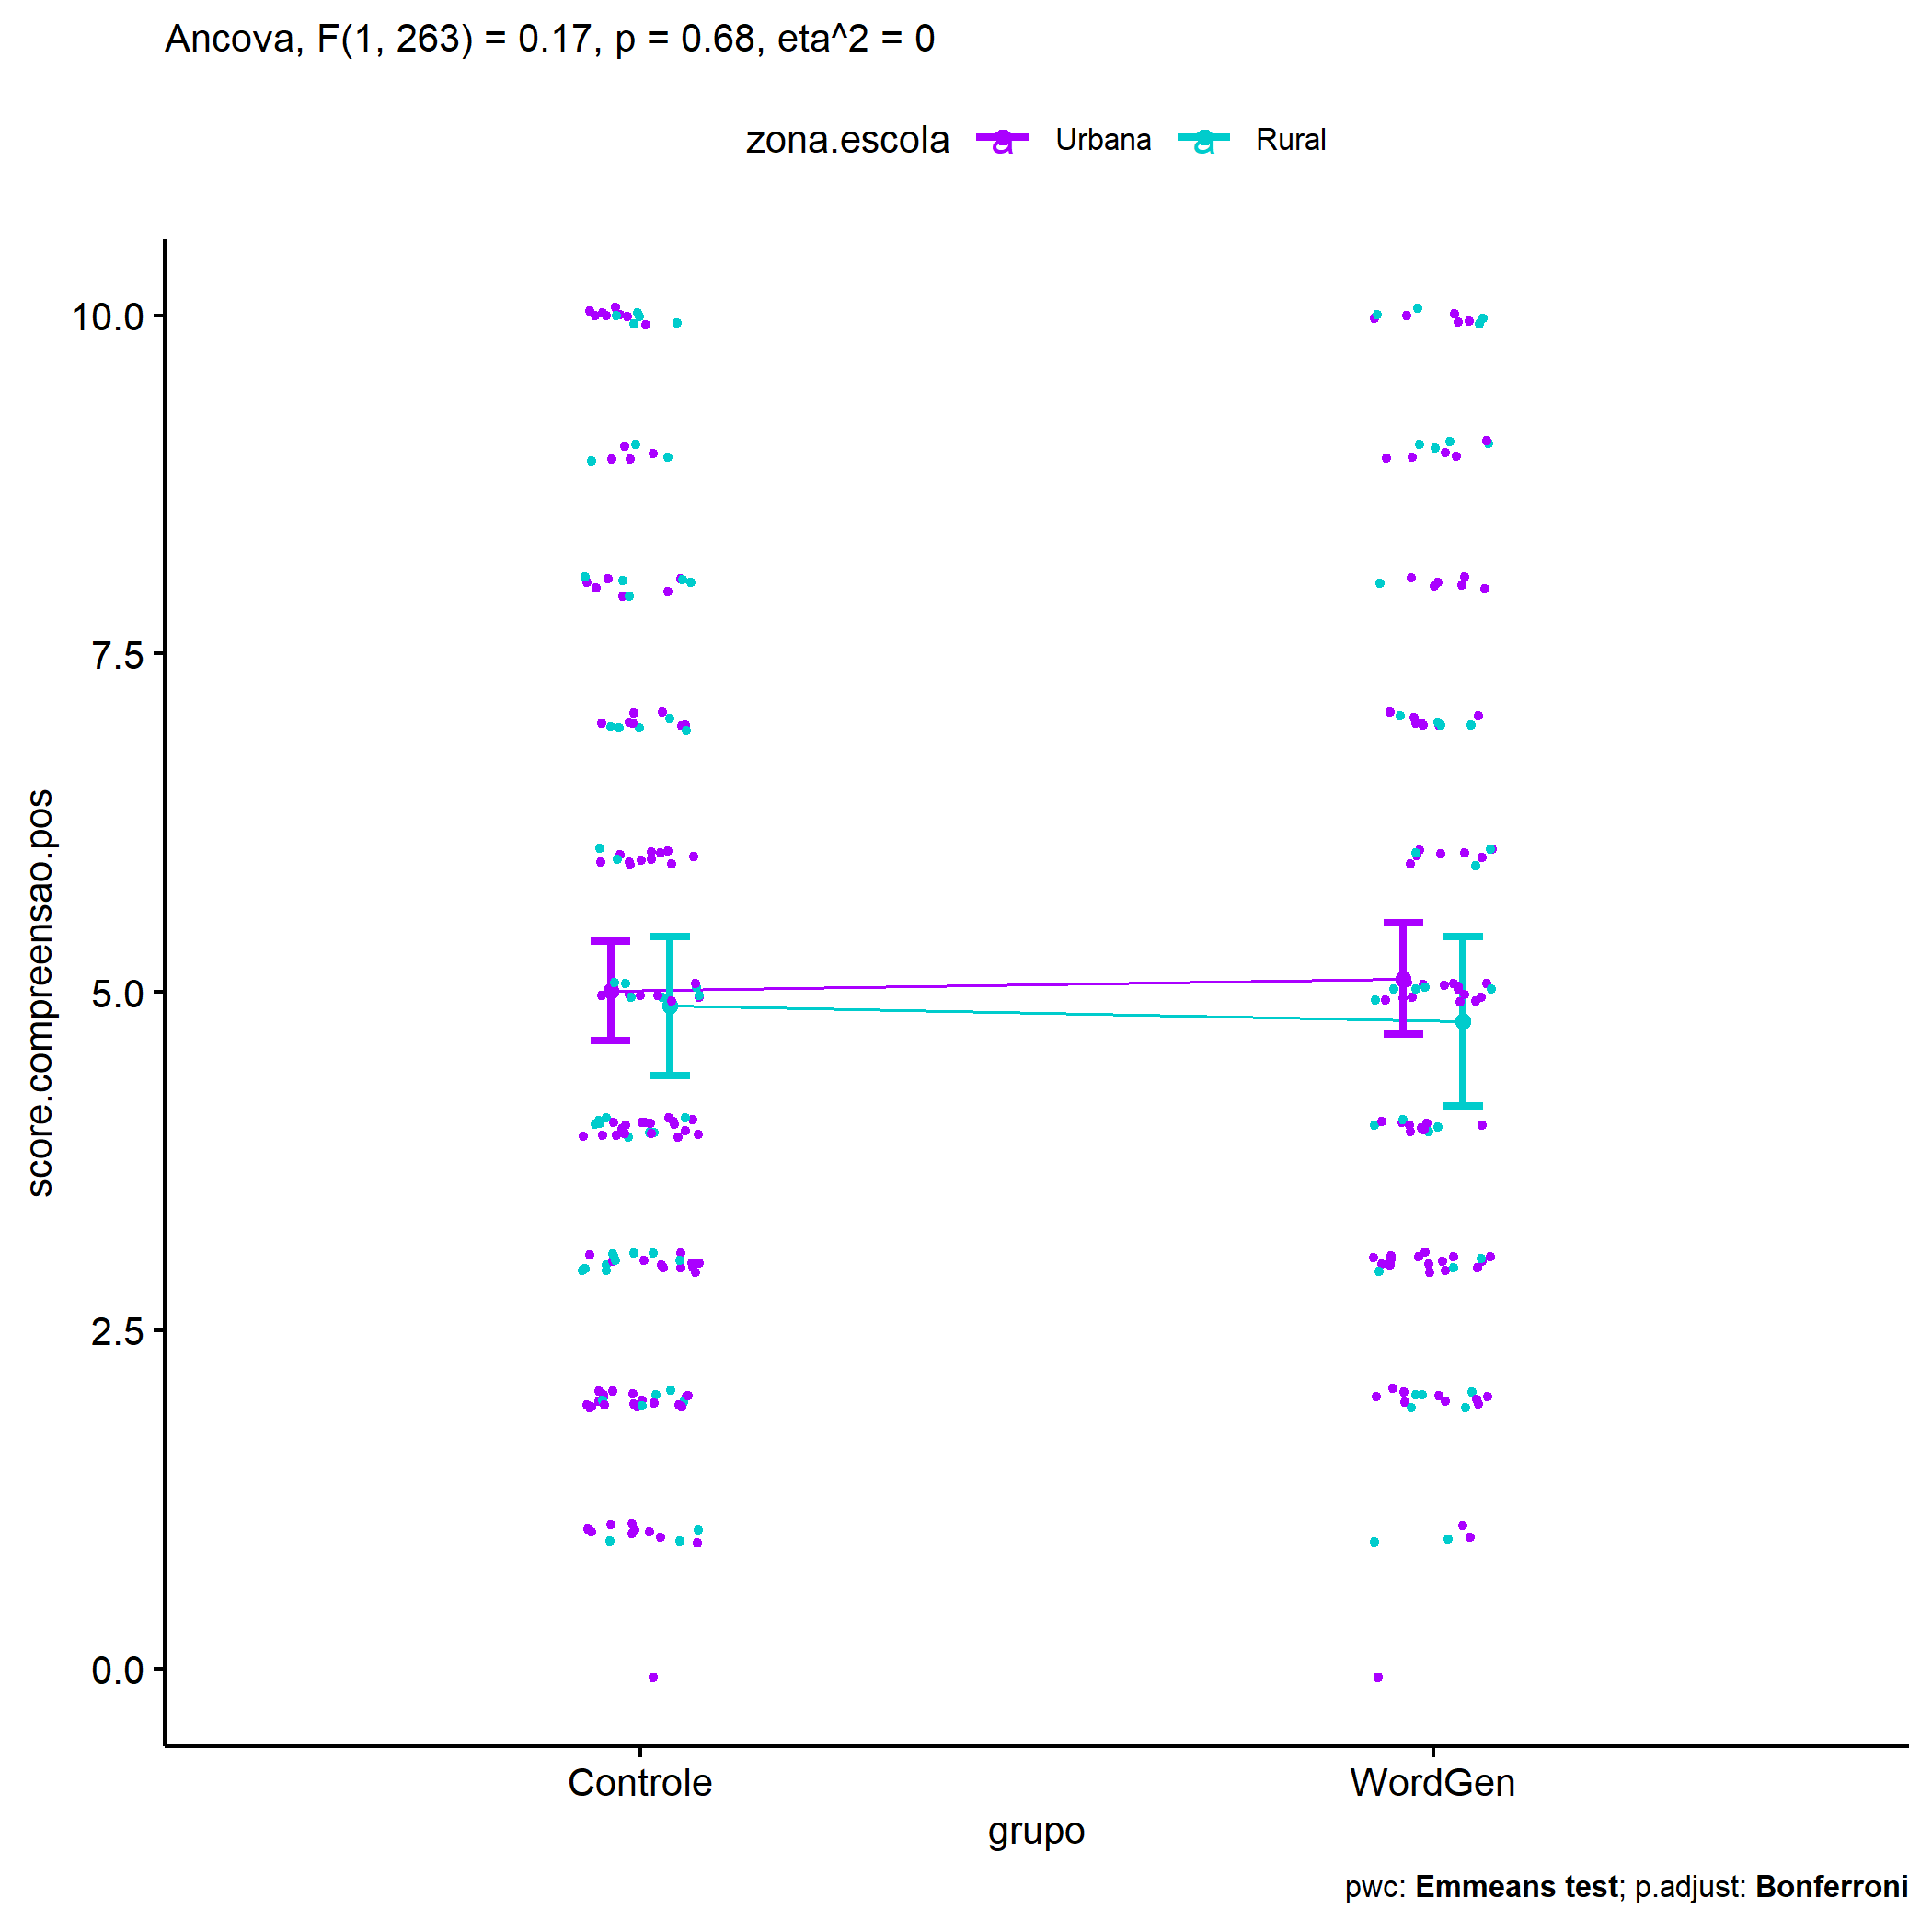 Ancova, F(1, 263) = 0.17, p = 0.68, eta^2 = 0
zona.escola a Urbana a Rural
10.0
7.5
5.0
2.5
0.0
score.compreensao.pos
Controle WordGen
grupo
pwc: Emmeans test; p.adjust: Bonferroni